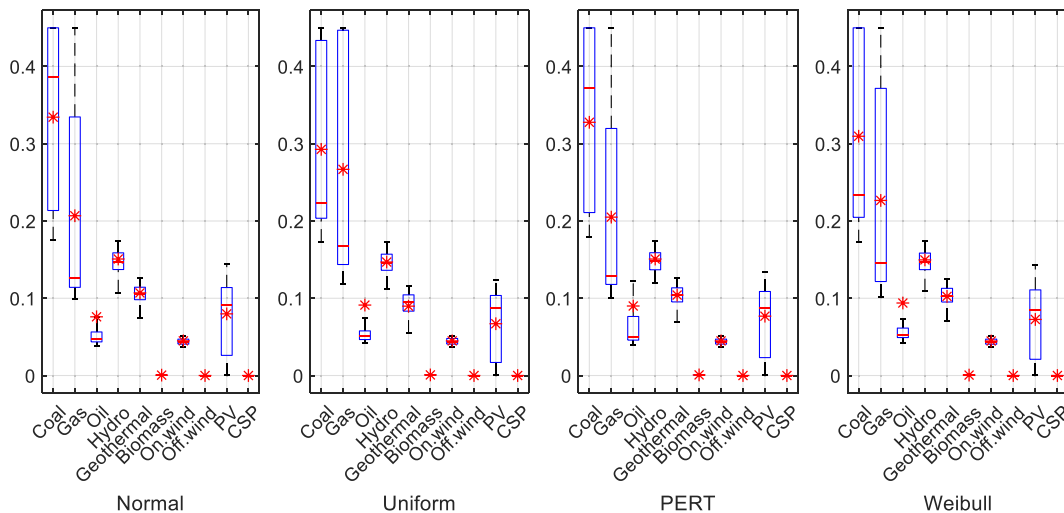 0.4
0.3
0.2
0.1
0
Coal
Gas
Oil
Hydro
Geothermal
Biomass
On.wind
Off.wind
PV
CSP
Normal
0.4
0.3
0.2
0.1
0
Coal
Gas
Oil
Hydro
Geothermal
Biomass
On.wind
Off.wind
PV
CSP
Uniform
0.4
0.3
0.2
0.1
0
Coal
Gas
Oil
Hydro
Geothermal
Biomass
On.wind
Off.wind
PV
CSP
PERT
0.4
0.3
0.2
0.1
0
Coal
Gas
Oil
Hydro
Geothermal
Biomass
On.wind
Off.wind
PV
CSP
Weibull